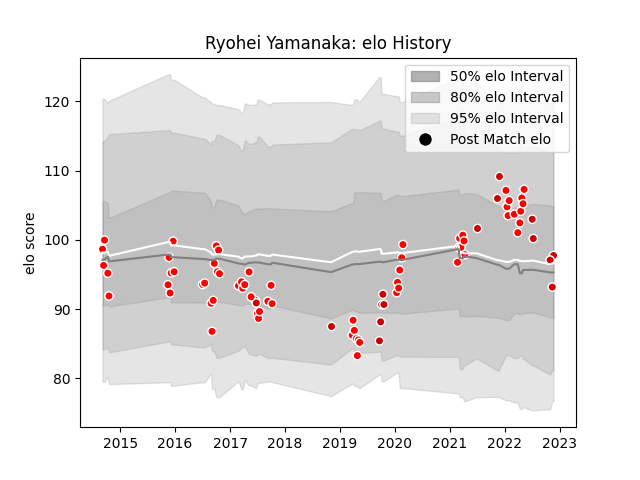 Ryohei Yamanaka: elo History
50% elo Interval
80% elo Interval
95% elo Interval
Post Match elo
elo score
120
110
100
90
80
2015 2016 2017 2018 2019 2020 2021 2022 2023